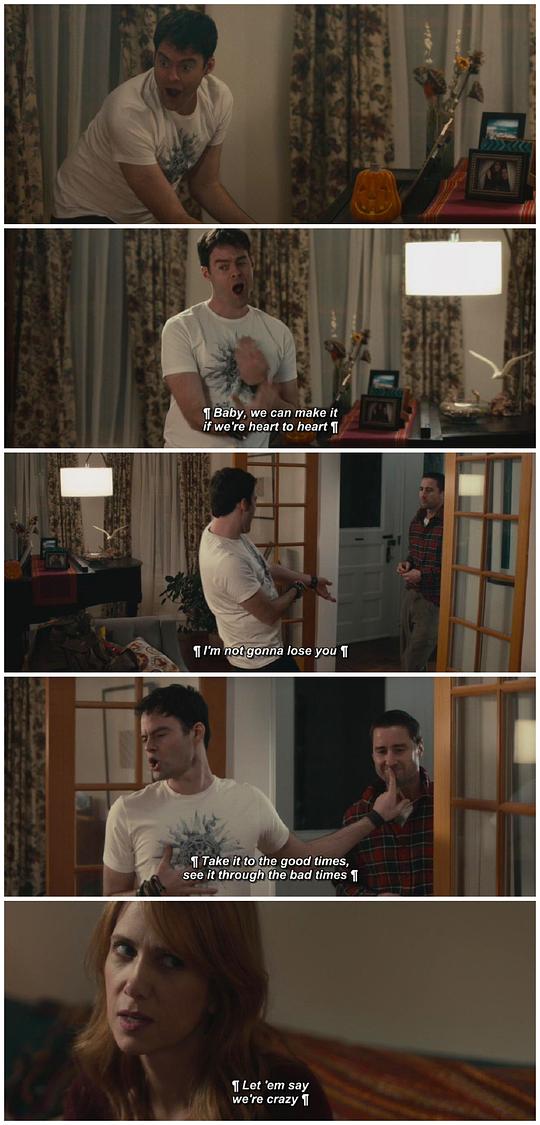 ¶ Baby, we can make it
if we're heart to heart ¶
¶ I'm not gonna lose you ¶
¶ Take it to the good times,
see it through the bad times ¶
¶ Let 'em say
we're crazy ¶